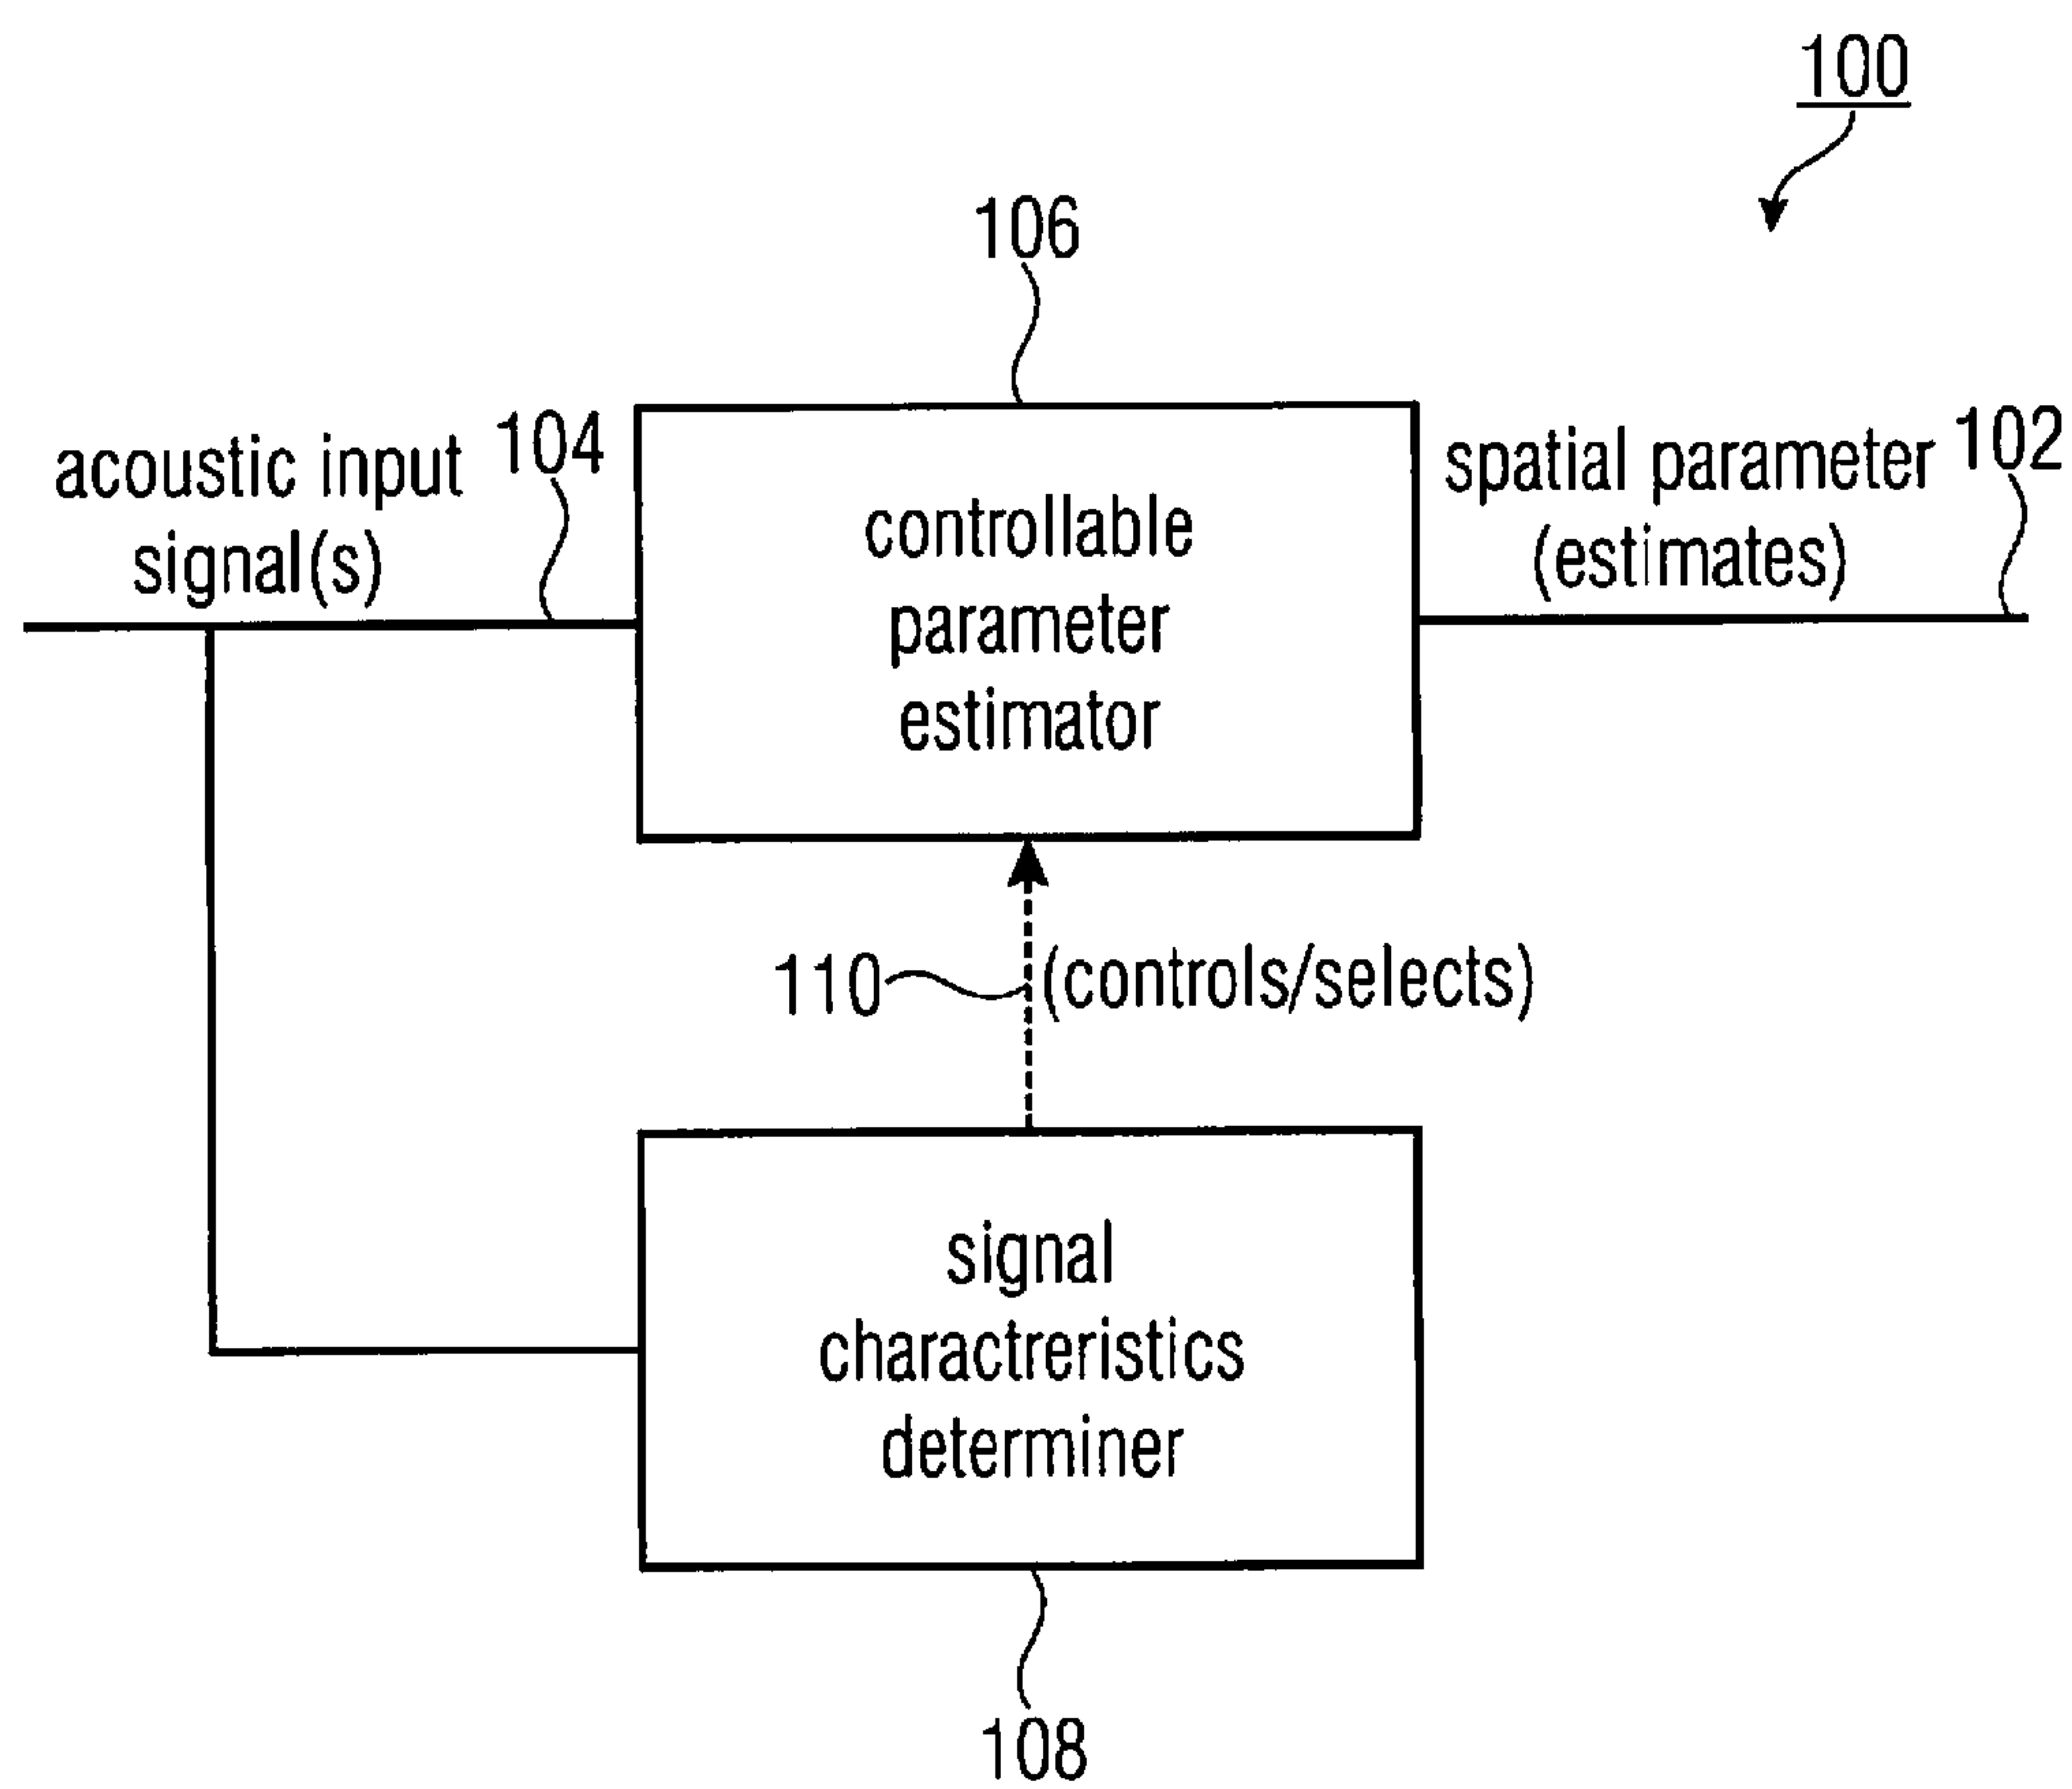 100
106
acoustic input
signal(s)
104
controllable
parameter
estimator
spatial parameter
(estimates)
102
110
(controls/selects)
signal
charactreristics
determiner
108